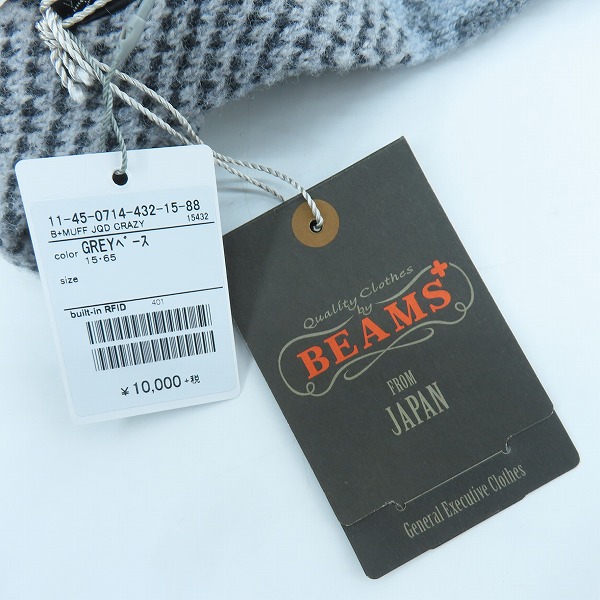 11-45-0714-432-15-88
B+MUFF JQD CRAZY 15432
color GREYベース
15・65
size
built-in RFID 401
¥10,000 +税
Quality Clothes
by
BEAMS+
FROM
JAPAN
General Executive Clothes